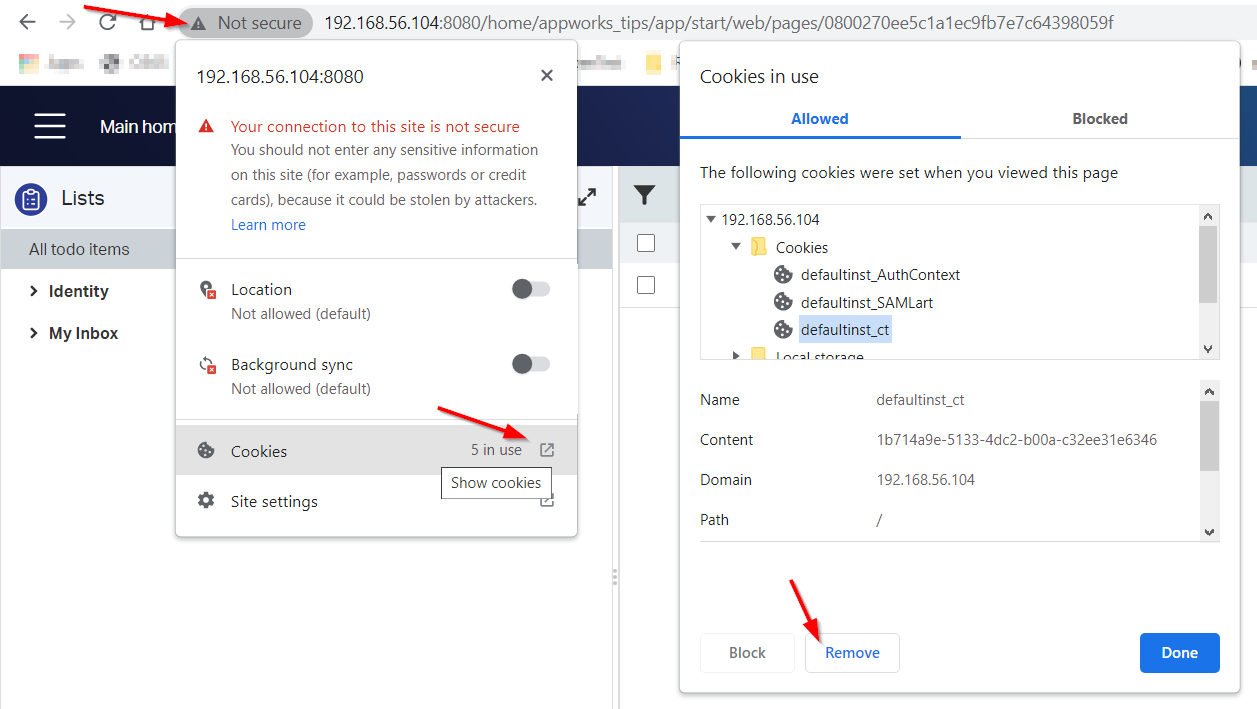 Not secure
192.168.56.104:8080/home/appworks_tips/app/start/web/pages/0800270ee5c1a1ec9fb7e7c64398059f
Main hom
Lists
All todo items
Identity
My Inbox
192.168.56.104:8080
Your connection to this site is not secure
You should not enter any sensitive information
on this site (for example, passwords or credit
cards), because it could be stolen by attackers.
Learn more
Location
Not allowed (default)
Background sync
Not allowed (default)
Cookies
5 in use
Show cookies
Site settings
Cookies in use
Allowed
Blocked
The following cookies were set when you viewed this page
192.168.56.104
Cookies
defaultinst_AuthContext
defaultinst_SAMLart
defaultinst_ct
Local storage
Name
defaultinst_ct
Content
1b714a9e-5133-4dc2-b00a-c32ee31e6346
Domain
192.168.56.104
Path
/
Block
Remove
Done